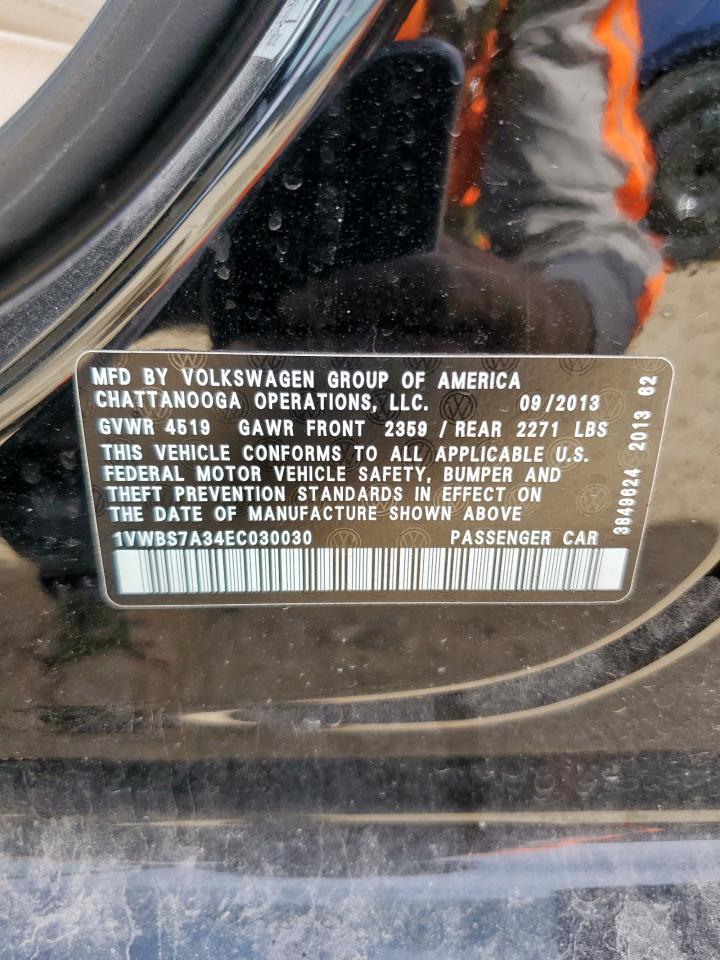 MFD BY VOLKSWAGEN GROUP OF AMERICA
CHATTANOOGA OPERATIONS, LLC. 09/2013
GVWR 4519 GAWR FRONT 2359 / REAR 2271 LBS
THIS VEHICLE CONFORMS TO ALL APPLICABLE U.S.
FEDERAL MOTOR VEHICLE SAFETY, BUMPER AND
THEFT PREVENTION STANDARDS IN EFFECT ON
THE DATE OF MANUFACTURE SHOWN ABOVE
1VWBS7A34EC030030 PASSENGER CAR
3849624 2013 62